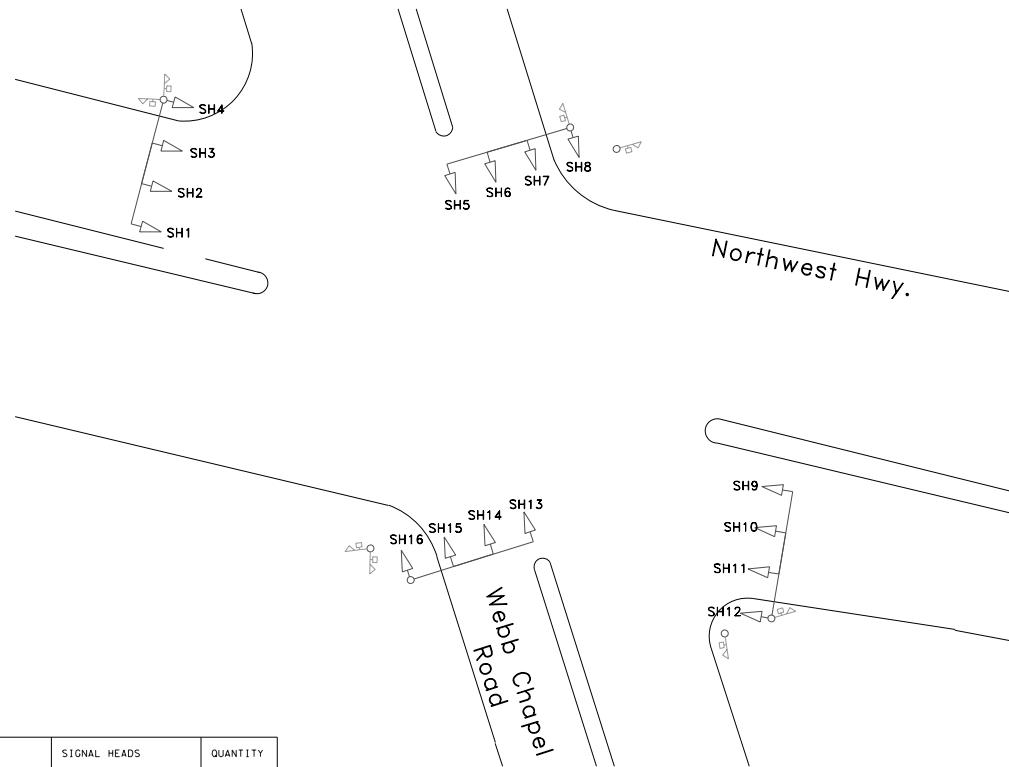 SH4
SH3
SH2
SH1
SH8
SH7
SH6
SH5
Northwest Hwy.
SH9
SH10
SH11
SH12
SH13
SH14
SH15
SH16
Webb Chapel
Road
SIGNAL HEADS
QUANTITY